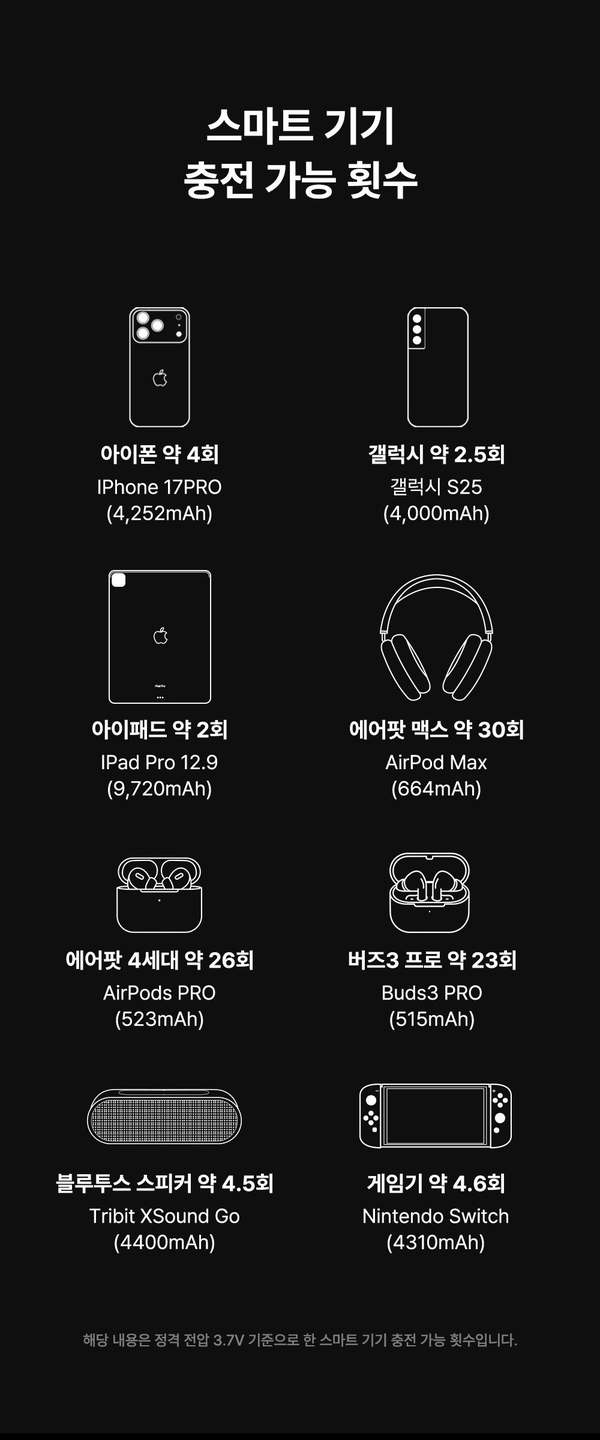 스마트 기기
충전 가능 횟수
아이폰 약 4회
IPhone 17PRO
(4,252mAh)
갤럭시 약 2.5회
갤럭시 S25
(4,000mAh)
아이패드 약 2회
IPad Pro 12.9
(9,720mAh)
에어팟 맥스 약 30회
AirPod Max
(664mAh)
에어팟 4세대 약 26회
AirPods PRO
(523mAh)
버즈3 프로 약 23회
Buds3 PRO
(515mAh)
블루투스 스피커 약 4.5회
Tribit XSound Go
(4400mAh)
게임기 약 4.6회
Nintendo Switch
(4310mAh)
해당 내용은 정격 전압 3.7V 기준으로 한 스마트 기기 충전 가능 횟수입니다.